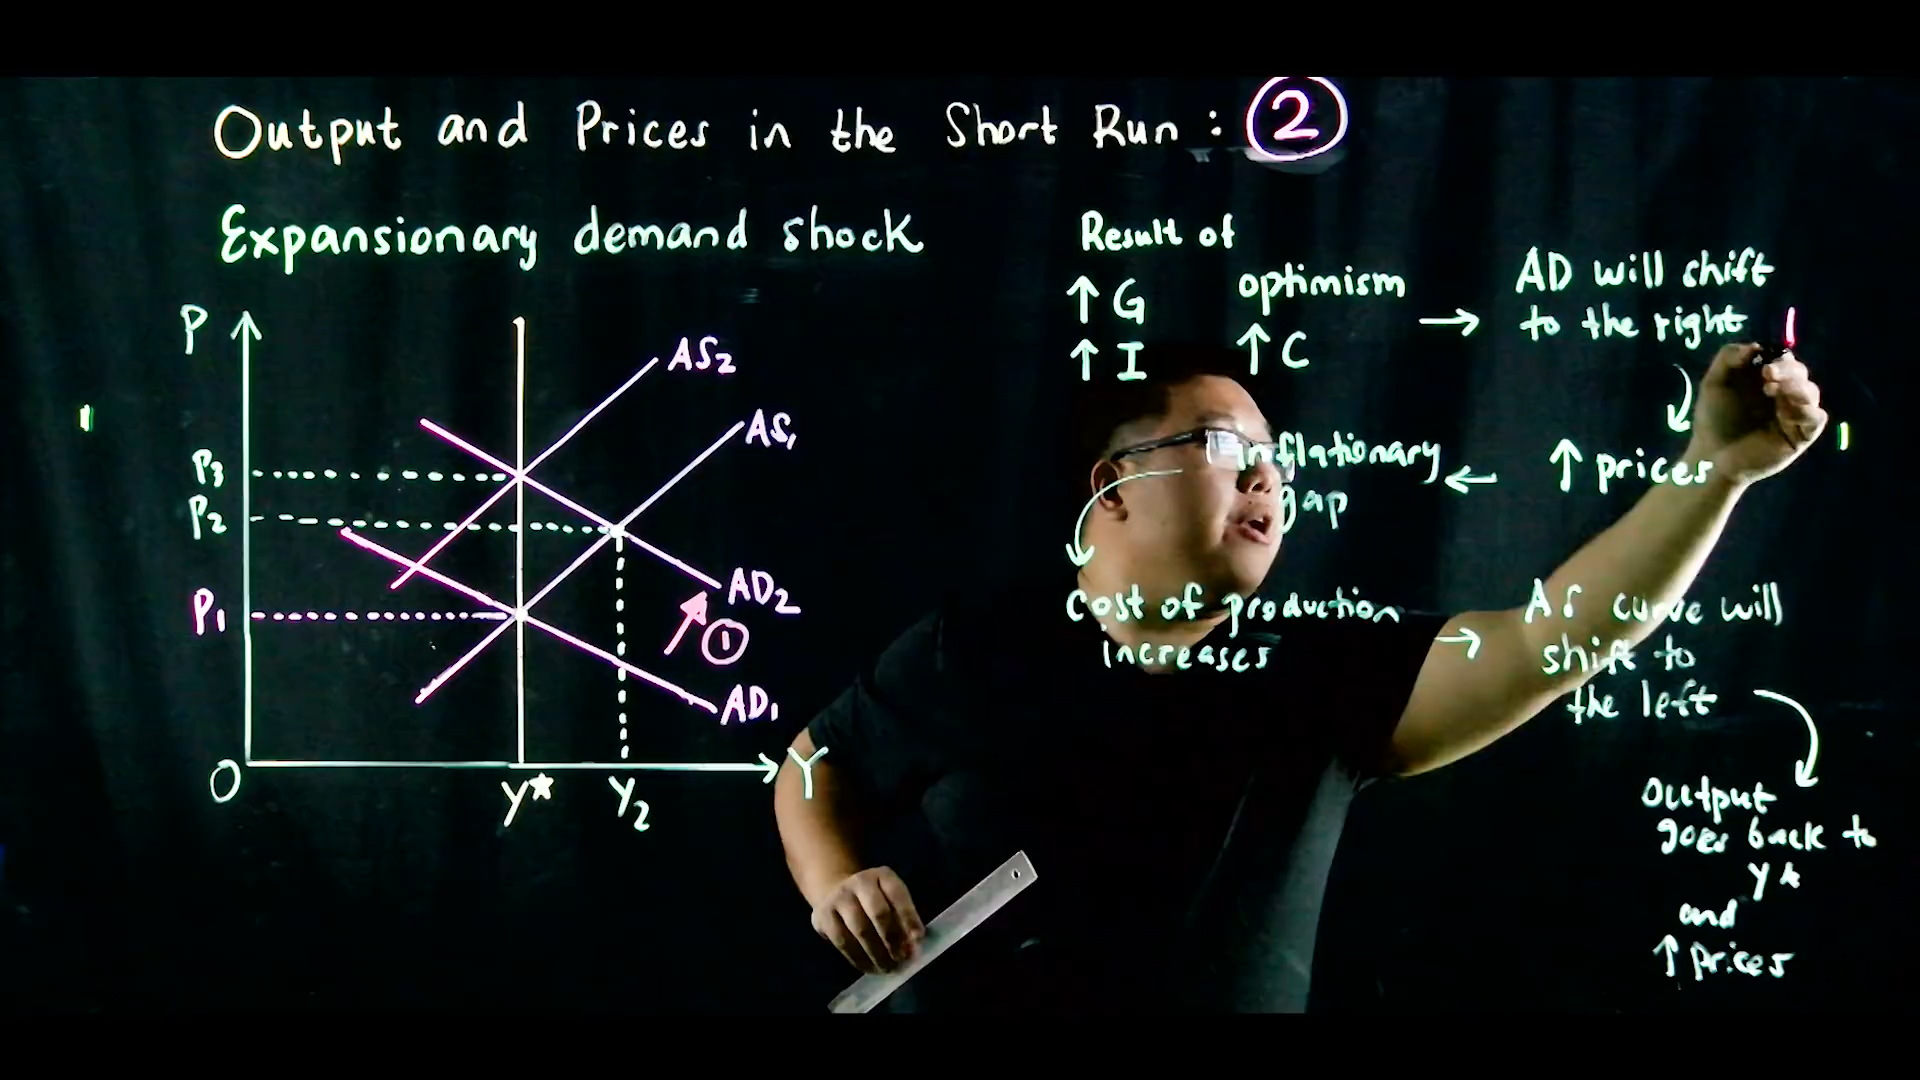 Output and Prices in the Short Run : 2
Expansionary demand shock
P
AS2
AS1
P3
P2
P1
AD2
1
AD1
O
Y*
Y2
Y
Result of
↑ G
↑ I
optimism
↑ C
→
AD will shift
to the right
↑ prices
←
inflationary
gap
Cost of production
increases
→
AS curve will
shift to
the left
Output
goes back to
Y*
and
↑ prices